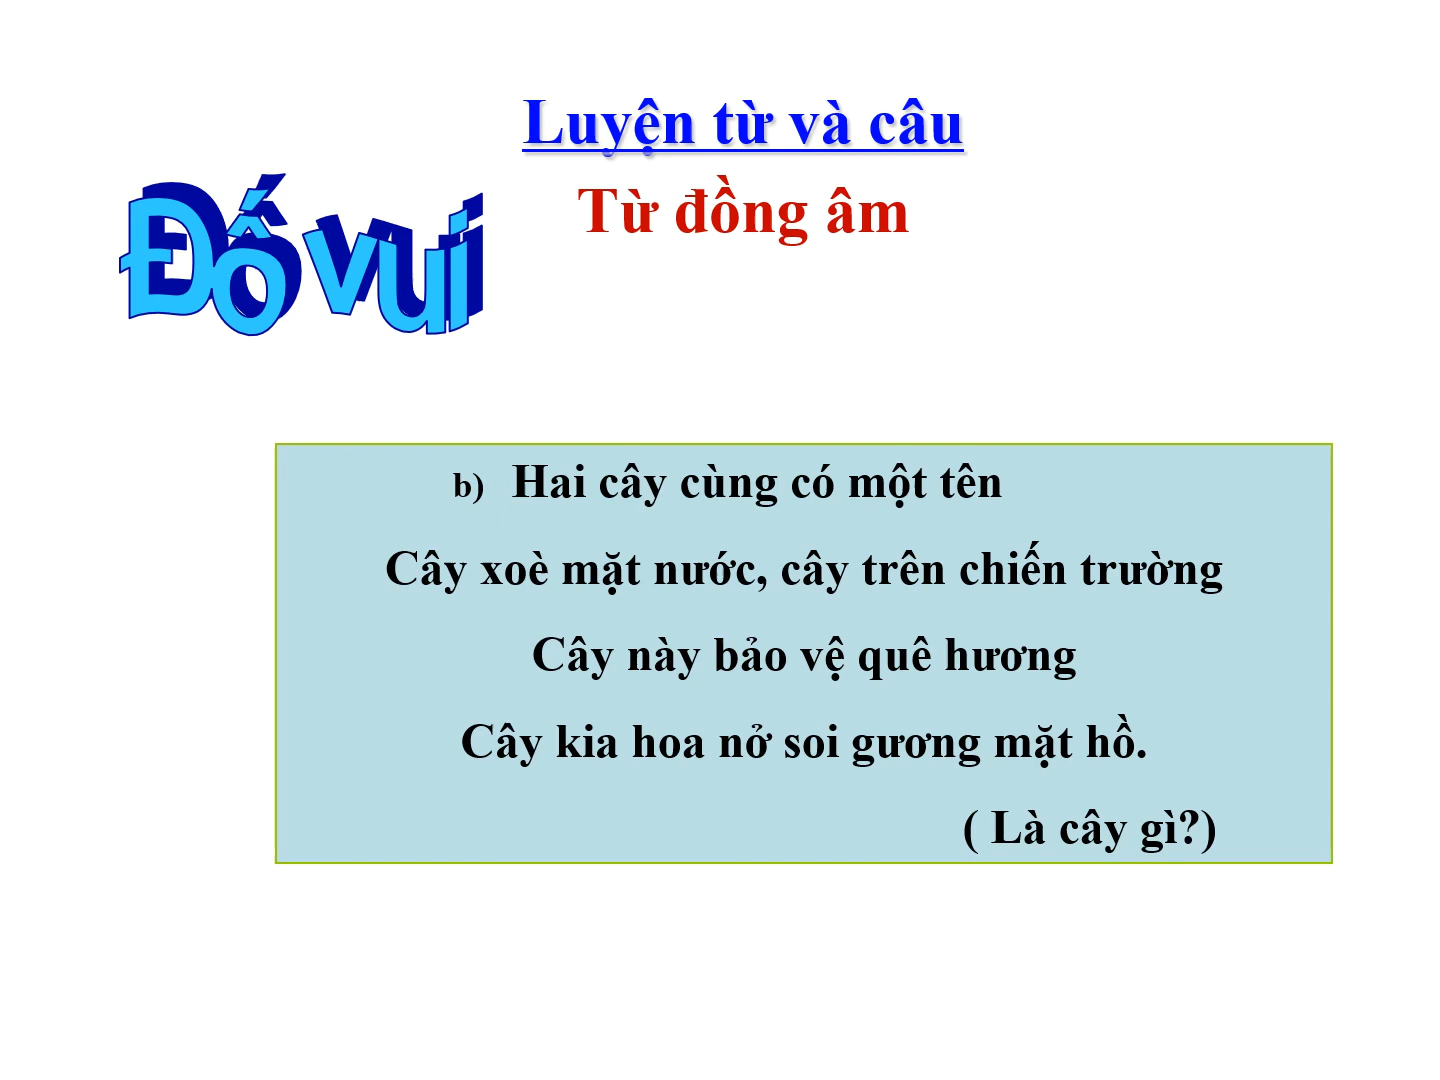 Luyện từ và câu
Từ đồng âm
Đố vui
b) Hai cây cùng có một tên
Cây xoè mặt nước, cây trên chiến trường
Cây này bảo vệ quê hương
Cây kia hoa nở soi gương mặt hồ.
( Là cây gì?)